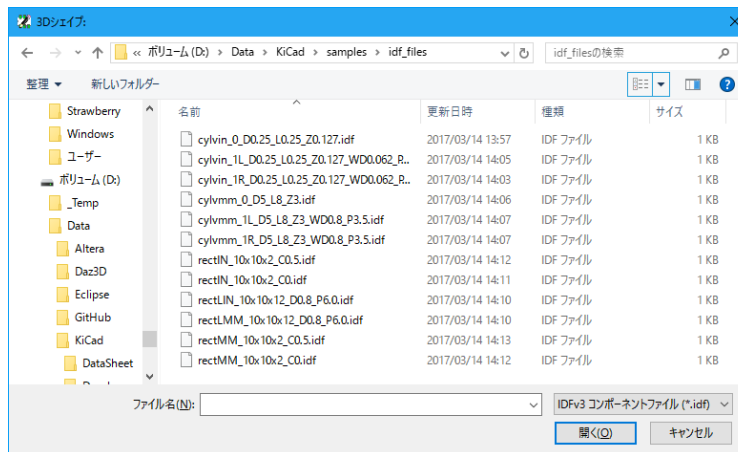 3Dシェイプ:
« ボリューム (D:) > Data > KiCad > samples > idf_files
idf_filesの検索
整理 新しいフォルダー
Strawberry
Windows
ユーザー
ボリューム (D:)
_Temp
Data
Altera
Daz3D
Eclipse
GitHub
KiCad
DataSheet
名前 更新日時 種類 サイズ
cylvin_0_D0.25_L0.25_Z0.127.idf 2017/03/14 13:57 IDF ファイル 1 KB
cylvin_1L_D0.25_L0.25_Z0.127_WD0.062_P... 2017/03/14 14:05 IDF ファイル 1 KB
cylvin_1R_D0.25_L0.25_Z0.127_WD0.062_P... 2017/03/14 14:03 IDF ファイル 1 KB
cylvmm_0_D5_L8_Z3.idf 2017/03/14 14:06 IDF ファイル 1 KB
cylvmm_1L_D5_L8_Z3_WD0.8_P3.5.idf 2017/03/14 14:07 IDF ファイル 1 KB
cylvmm_1R_D5_L8_Z3_WD0.8_P3.5.idf 2017/03/14 14:07 IDF ファイル 1 KB
rectIN_10x10x2_C0.5.idf 2017/03/14 14:12 IDF ファイル 1 KB
rectIN_10x10x2_C0.idf 2017/03/14 14:11 IDF ファイル 1 KB
rectLIN_10x10x12_D0.8_P6.0.idf 2017/03/14 14:10 IDF ファイル 1 KB
rectLMM_10x10x12_D0.8_P6.0.idf 2017/03/14 14:10 IDF ファイル 1 KB
rectMM_10x10x2_C0.5.idf 2017/03/14 14:13 IDF ファイル 1 KB
rectMM_10x10x2_C0.idf 2017/03/14 14:12 IDF ファイル 1 KB
ファイル名(N):
IDFv3 コンポーネントファイル (*.idf)
開く(O) キャンセル